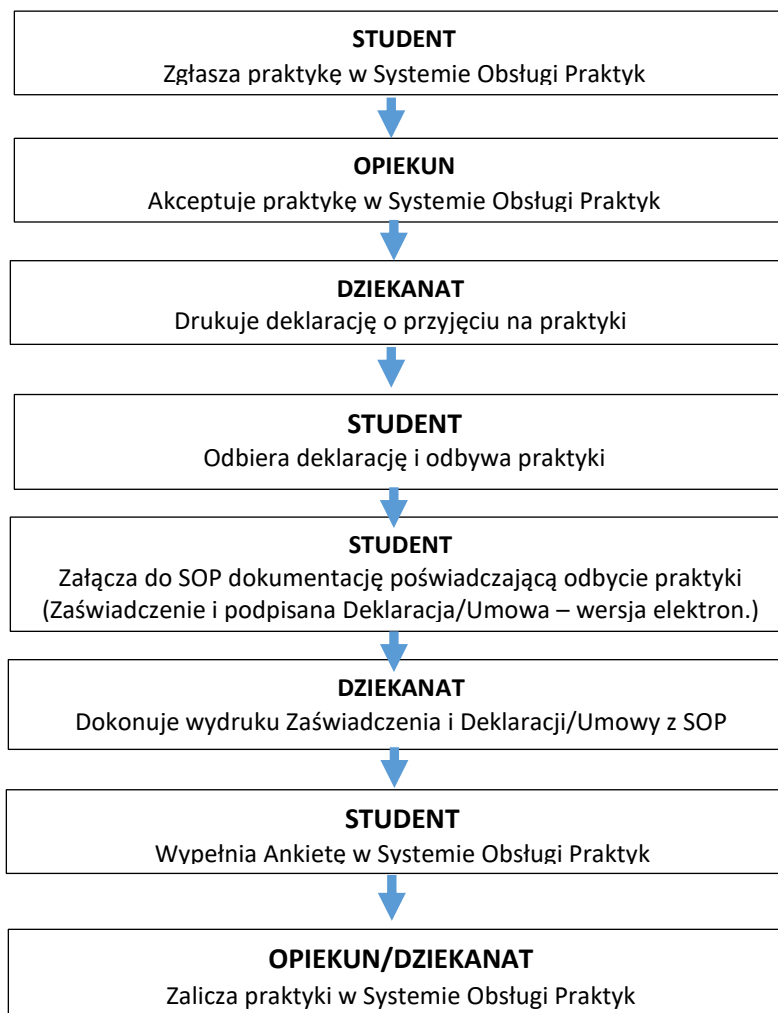 STUDENT
Zgłasza praktykę w Systemie Obsługi Praktyk
OPIEKUN
Akceptuje praktykę w Systemie Obsługi Praktyk
DZIEKANAT
Drukuje deklarację o przyjęciu na praktyki
STUDENT
Odbiera deklarację i odbywa praktyki
STUDENT
Załącza do SOP dokumentację poświadczającą odbycie praktyki
(Zaświadczenie i podpisana Deklaracja/Umowa – wersja elektron.)
DZIEKANAT
Dokonuje wydruku Zaświadczenia i Deklaracji/Umowy z SOP
STUDENT
Wypełnia Ankietę w Systemie Obsługi Praktyk
OPIEKUN/DZIEKANAT
Zalicza praktyki w Systemie Obsługi Praktyk